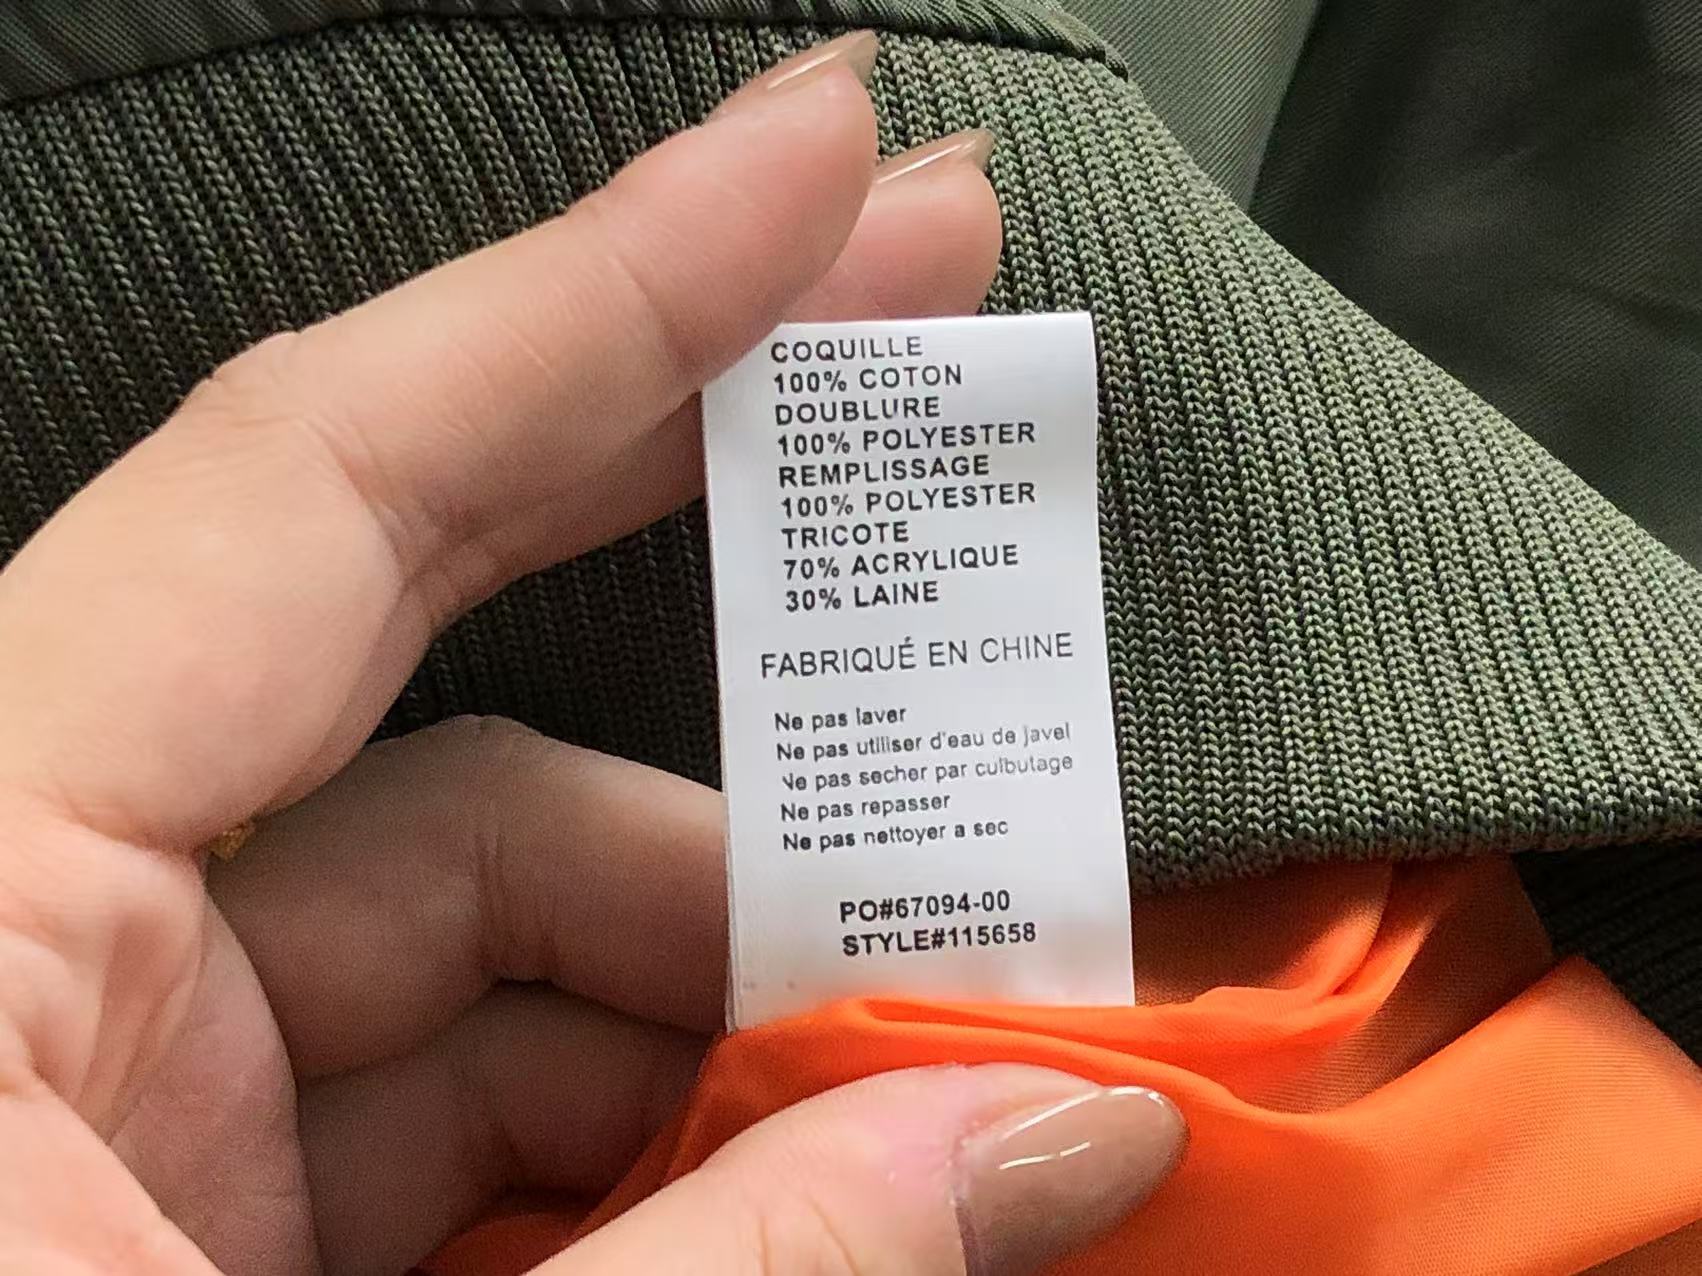 COQUILLE
100% COTON
DOUBLURE
100% POLYESTER
REMPLISSAGE
100% POLYESTER
TRICOTE
70% ACRYLIQUE
30% LAINE
FABRIQUÉ EN CHINE
Ne pas laver
Ne pas utiliser d'eau de javel
Ne pas secher par culbutage
Ne pas repasser
Ne pas nettoyer a sec
PO#67094-00
STYLE#115658